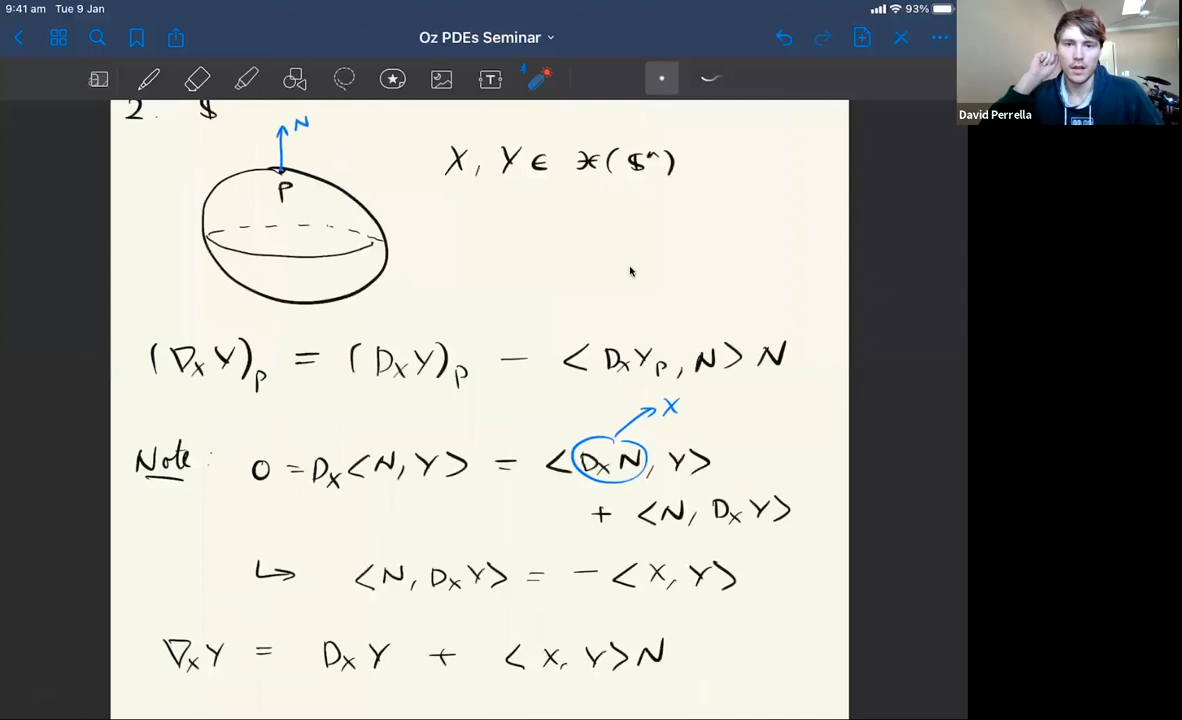 9:41 am Tue 9 Jan
93%
Oz PDEs Seminar
David Perrella
2. $
N
P
X, Y ∈ 𝔛($ⁿ)
(∇ₓY)ₚ = (DₓY)ₚ − <DₓYₚ, N> N
X
Note: 0 = Dₓ<N, Y> = <DₓN, Y>
+ <N, DₓY>
↳ <N, DₓY> = − <X, Y>
∇ₓY = DₓY + <X, Y>N